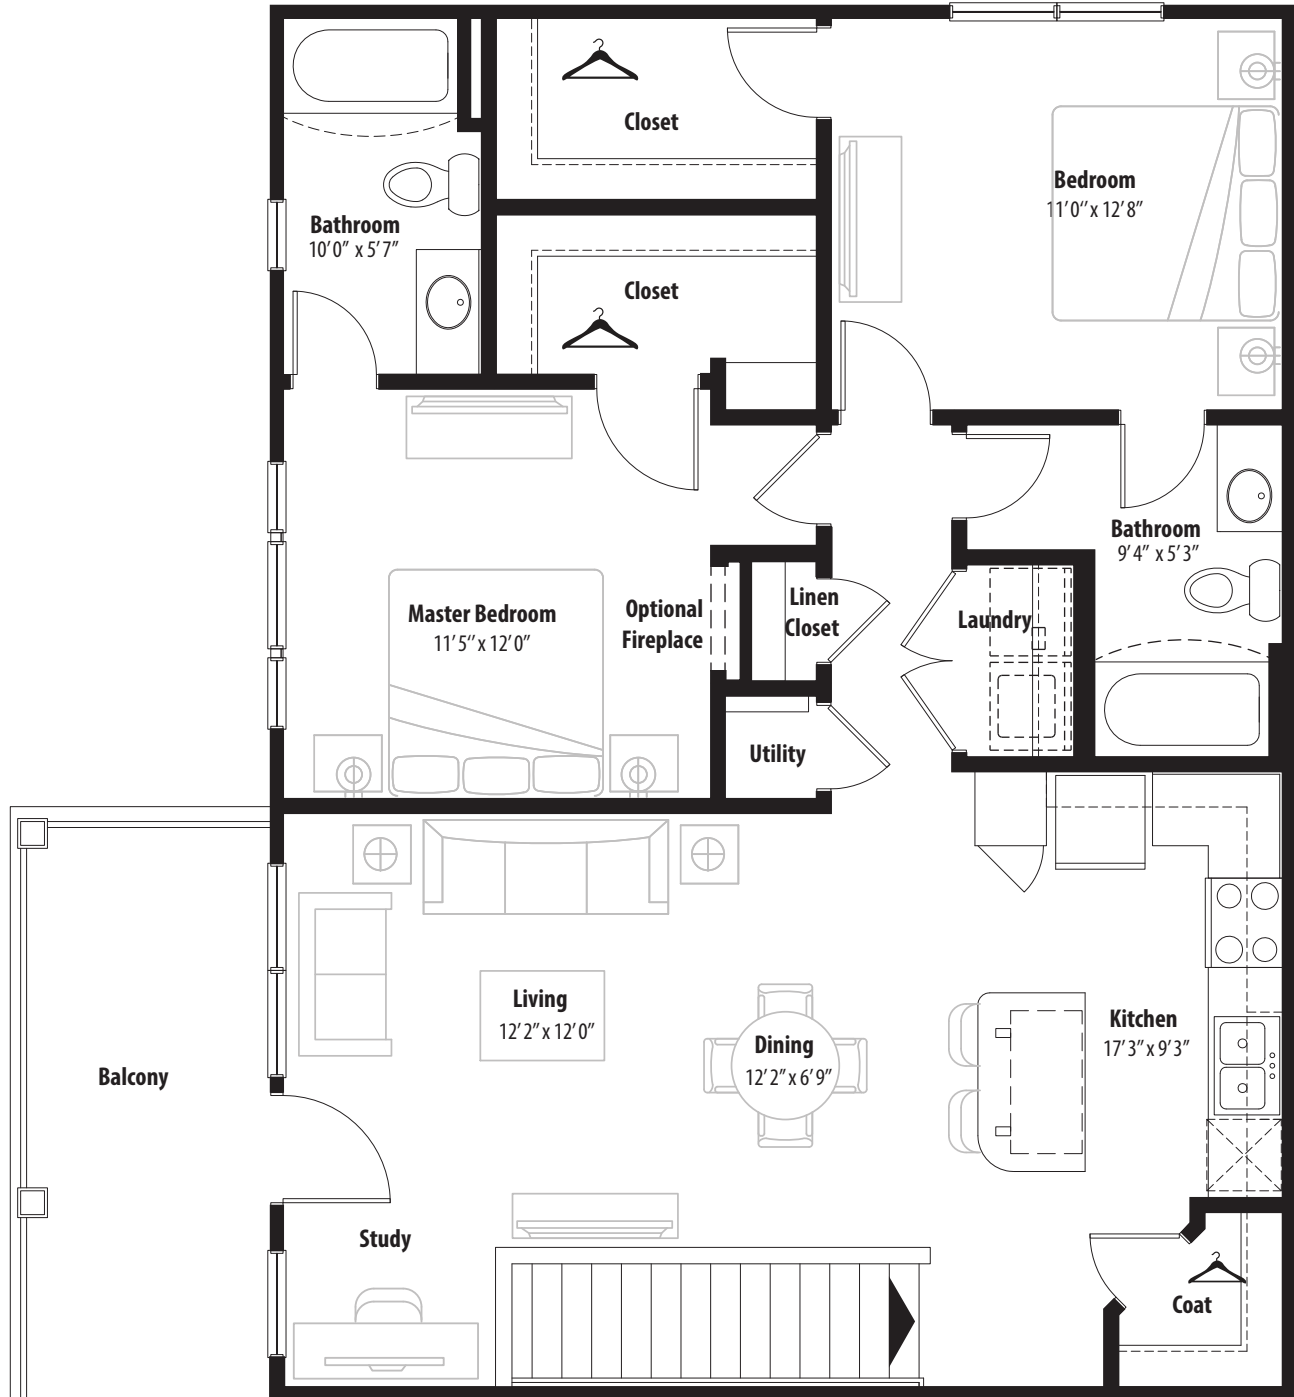 Closet
Bedroom
11'0" x 12'8"
Bathroom
10'0" x 5'7"
Closet
Bathroom
9'4" x 5'3"
Master Bedroom
11'5" x 12'0"
Optional
Fireplace
Linen
Closet
Laundry
Utility
Living
12'2" x 12'0"
Dining
12'2" x 6'9"
Kitchen
17'3" x 9'3"
Balcony
Study
Coat